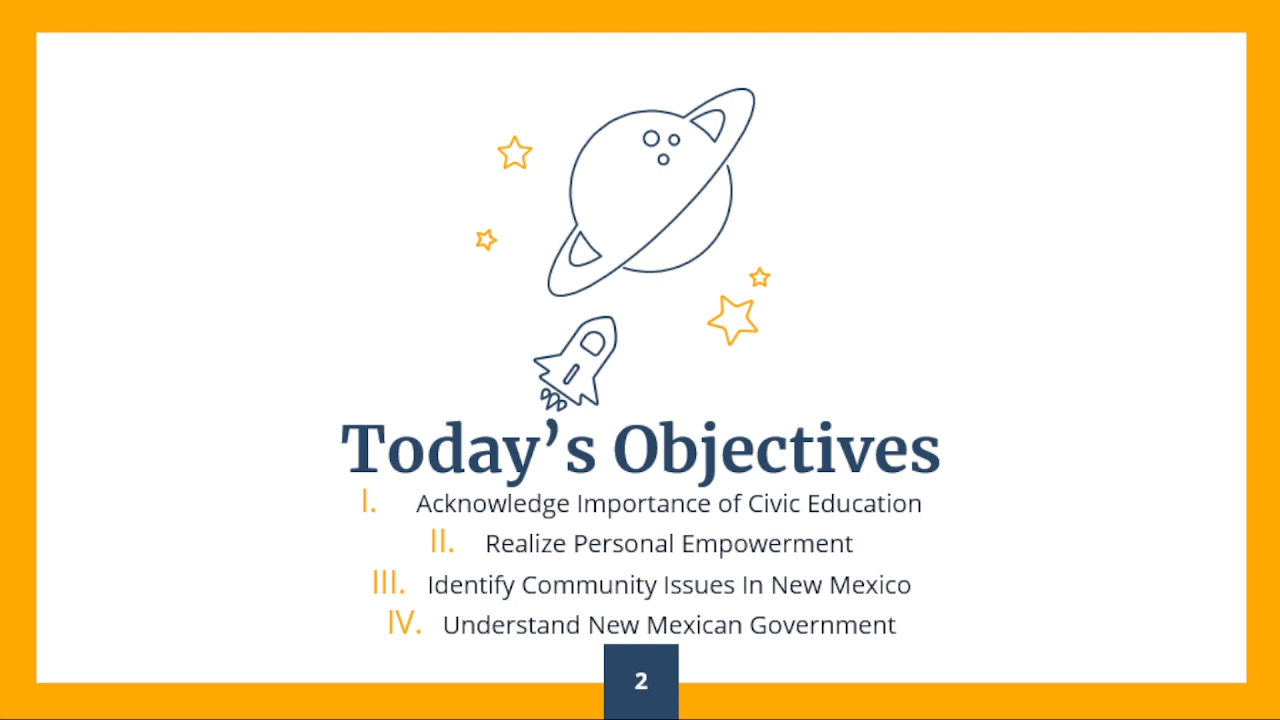 Today’s Objectives
I. Acknowledge Importance of Civic Education
II. Realize Personal Empowerment
III. Identify Community Issues In New Mexico
IV. Understand New Mexican Government
2